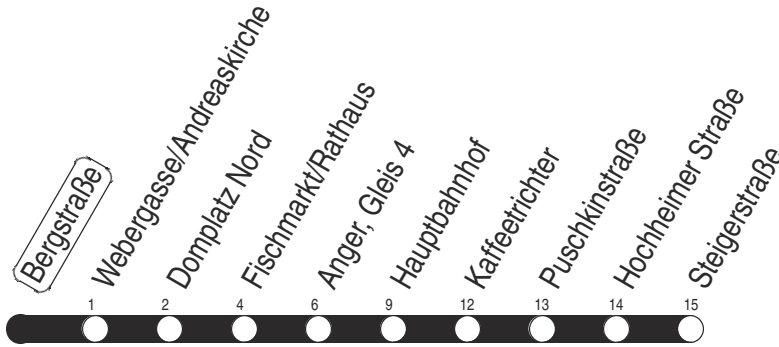 Bergstraße
Webergasse/Andreaskirche
Domplatz Nord
Fischmarkt/Rathaus
Anger, Gleis 4
Hauptbahnhof
Kaffeetrichter
Puschkinstraße
Hochheimer Straße
Steigerstraße
1 2 4 6 9 12 13 14 15